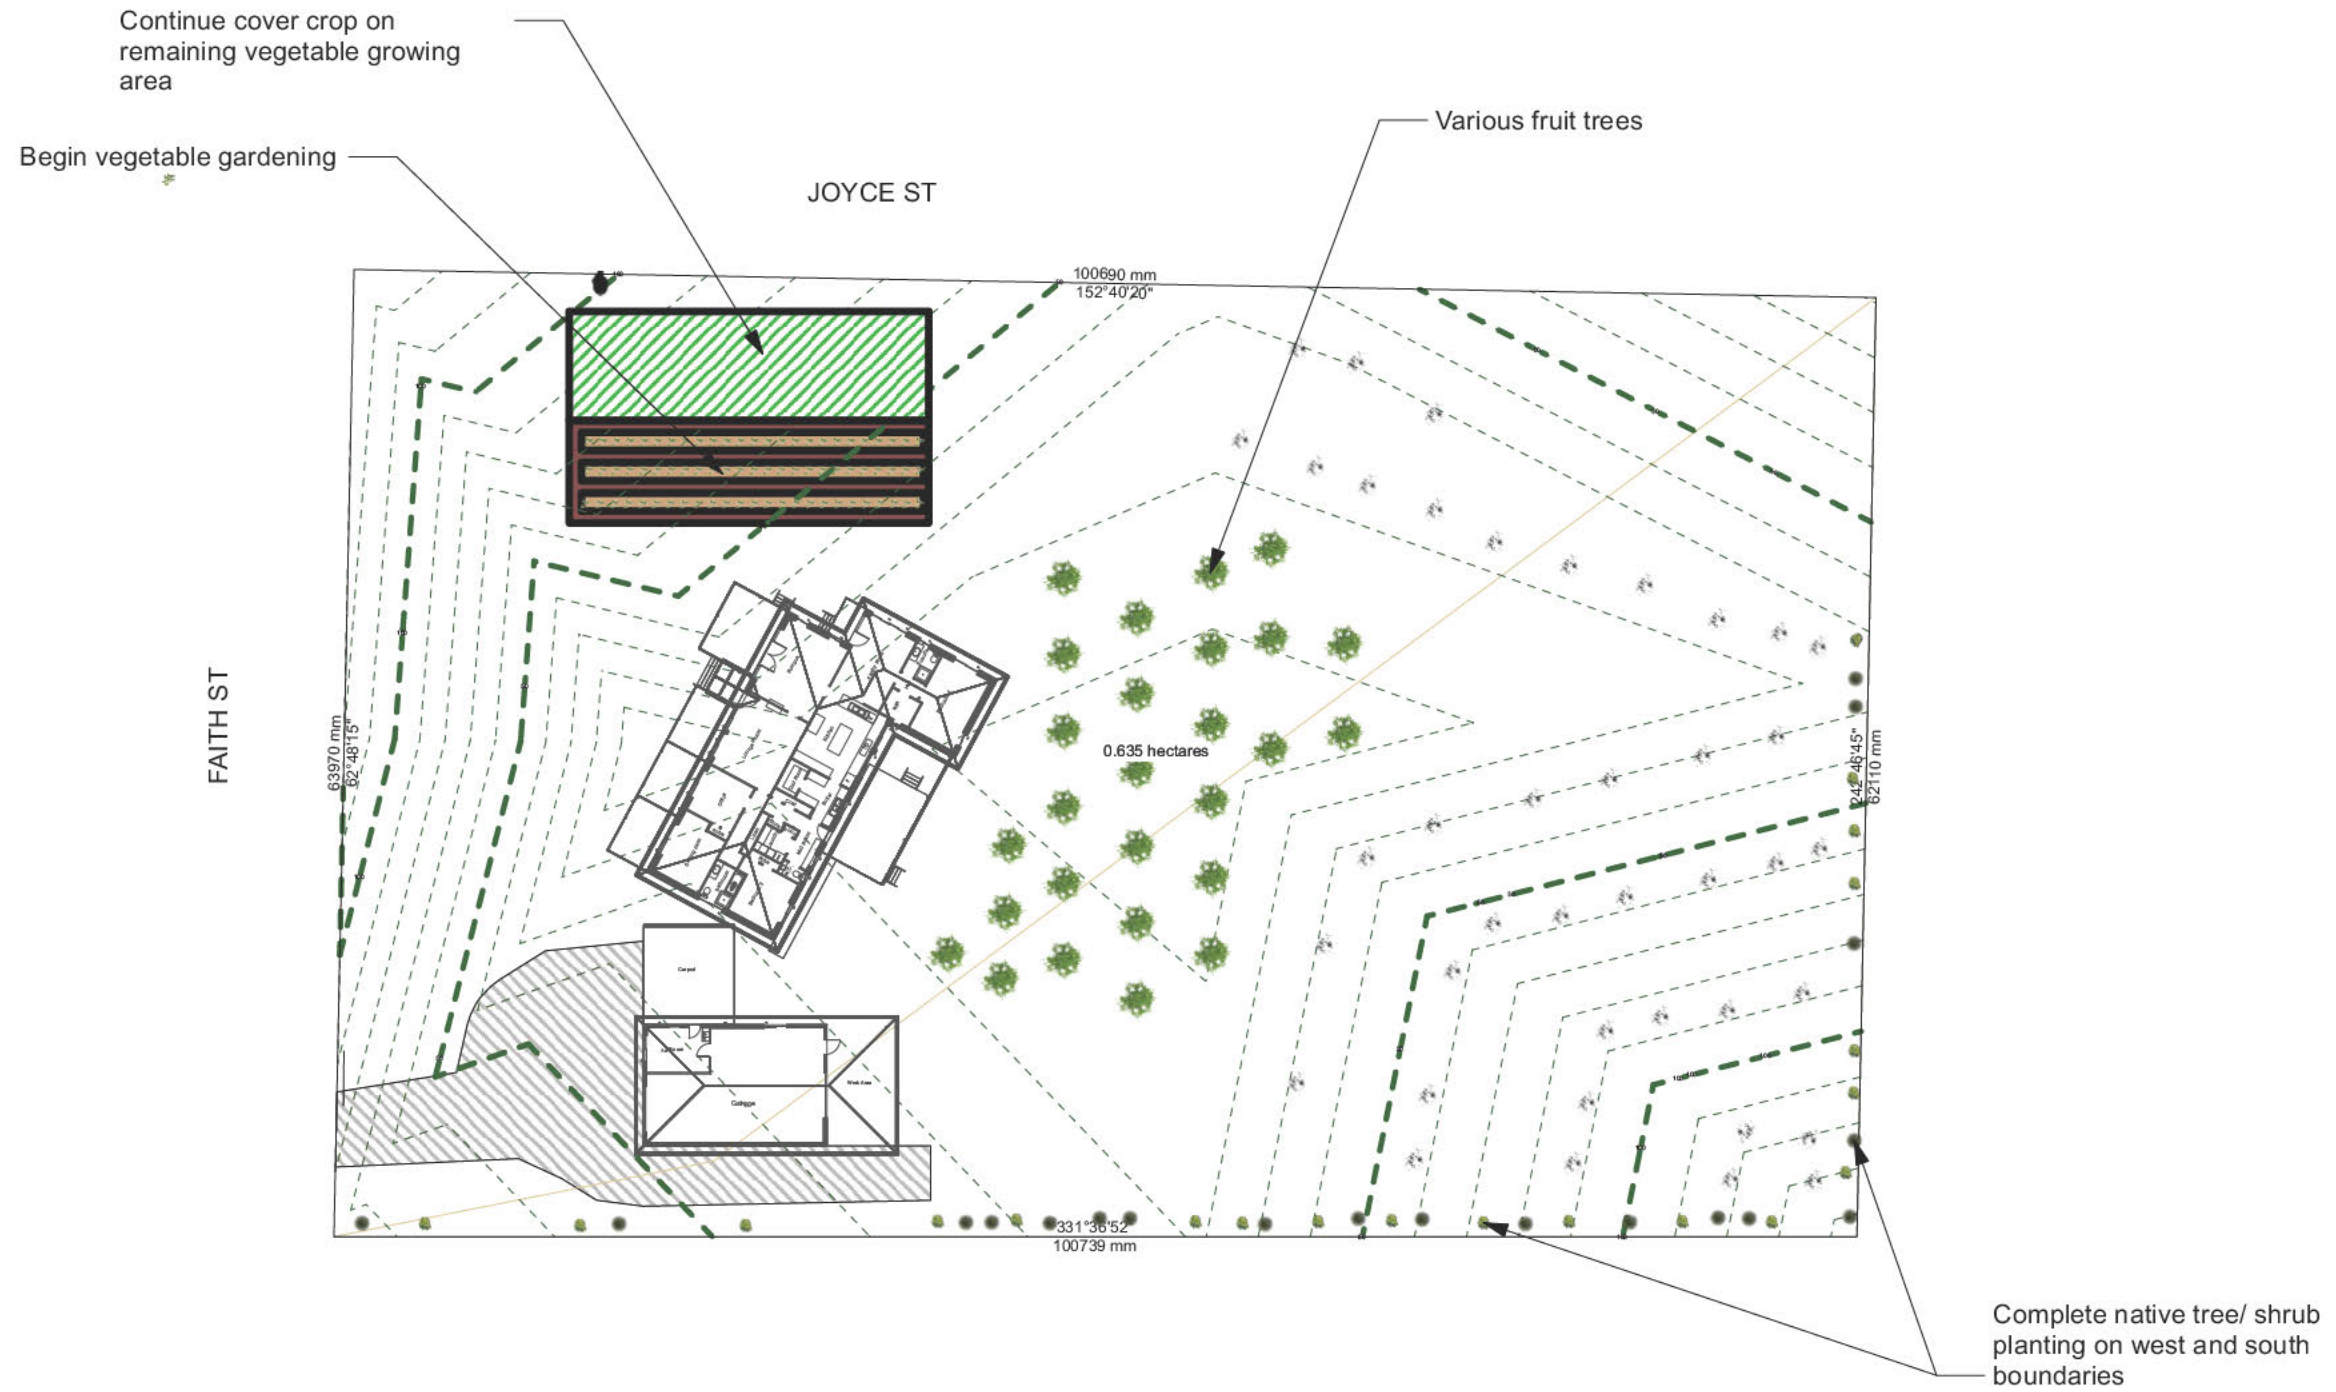 Continue cover crop on
remaining vegetable growing
area
Various fruit trees
Begin vegetable gardening
JOYCE ST
100690 mm
152°40'20"
FAITH ST
63970 mm
62°48'15"
0.635 hectares
242°46'45"
62110 mm
Carport
Garage
Work Area
331°36'52
100739 mm
Complete native tree/ shrub
planting on west and south
boundaries